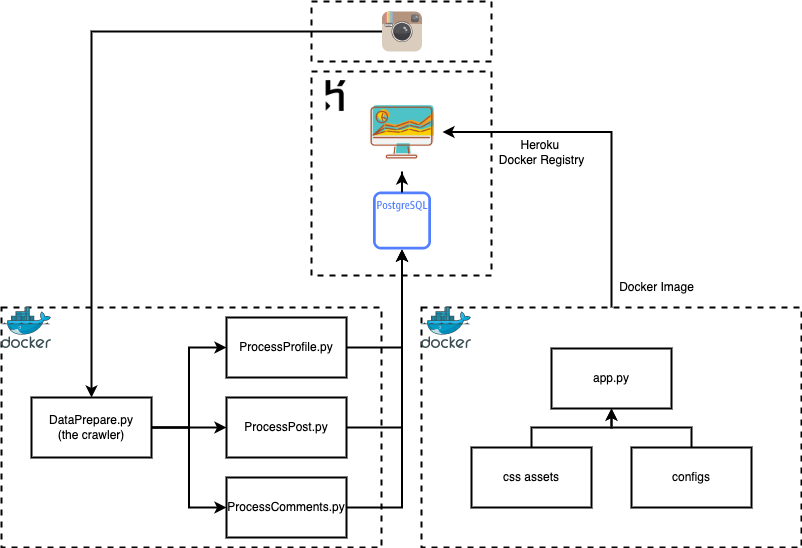 Heroku
Docker Registry
PostgreSQL
Docker Image
docker
docker
ProcessProfile.py
app.py
DataPrepare.py
(the crawler)
ProcessPost.py
css assets
configs
ProcessComments.py